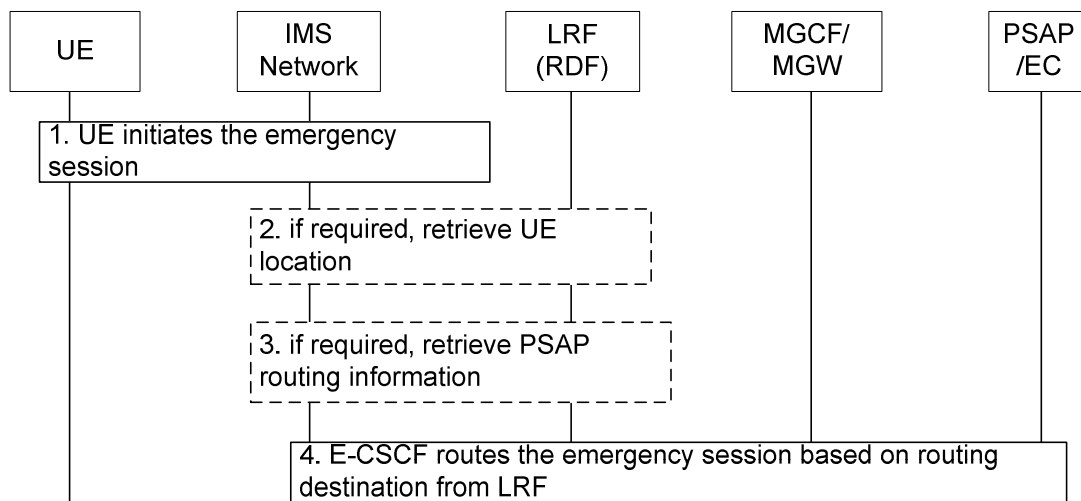 UE
IMS
Network
LRF
(RDF)
MGCF/
MGW
PSAP
/EC
1. UE initiates the emergency
session
2. if required, retrieve UE
location
3. if required, retrieve PSAP
routing information
4. E-CSCF routes the emergency session based on routing
destination from LRF